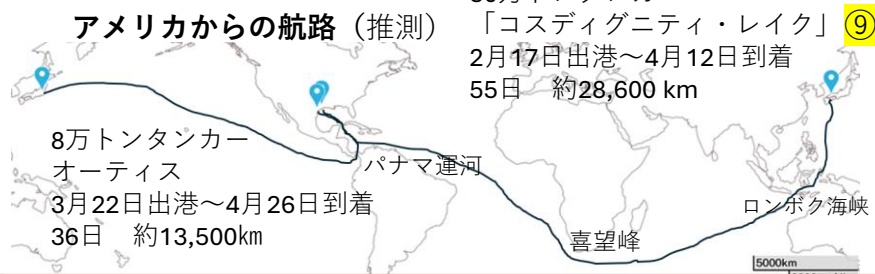 アメリカからの航路（推測）
「コスディグニティ・レイク」⑨
2月17日出港～4月12日到着
55日　約28,600 km
8万トンタンカー
オーティス
3月22日出港～4月26日到着
36日　約13,500㎞
パナマ運河
ロンボク海峡
喜望峰
5000km